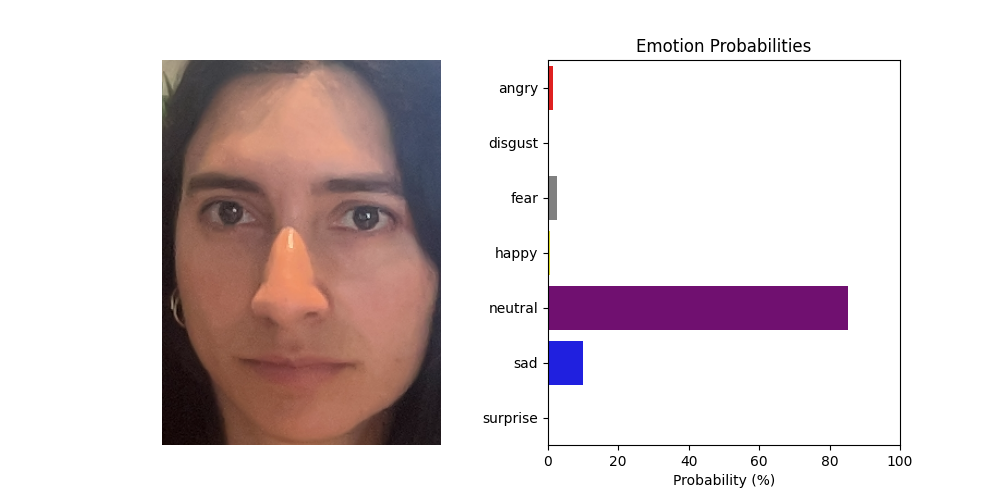 Emotion Probabilities
angry
disgust
fear
happy
neutral
sad
surprise
0 20 40 60 80 100
Probability (%)